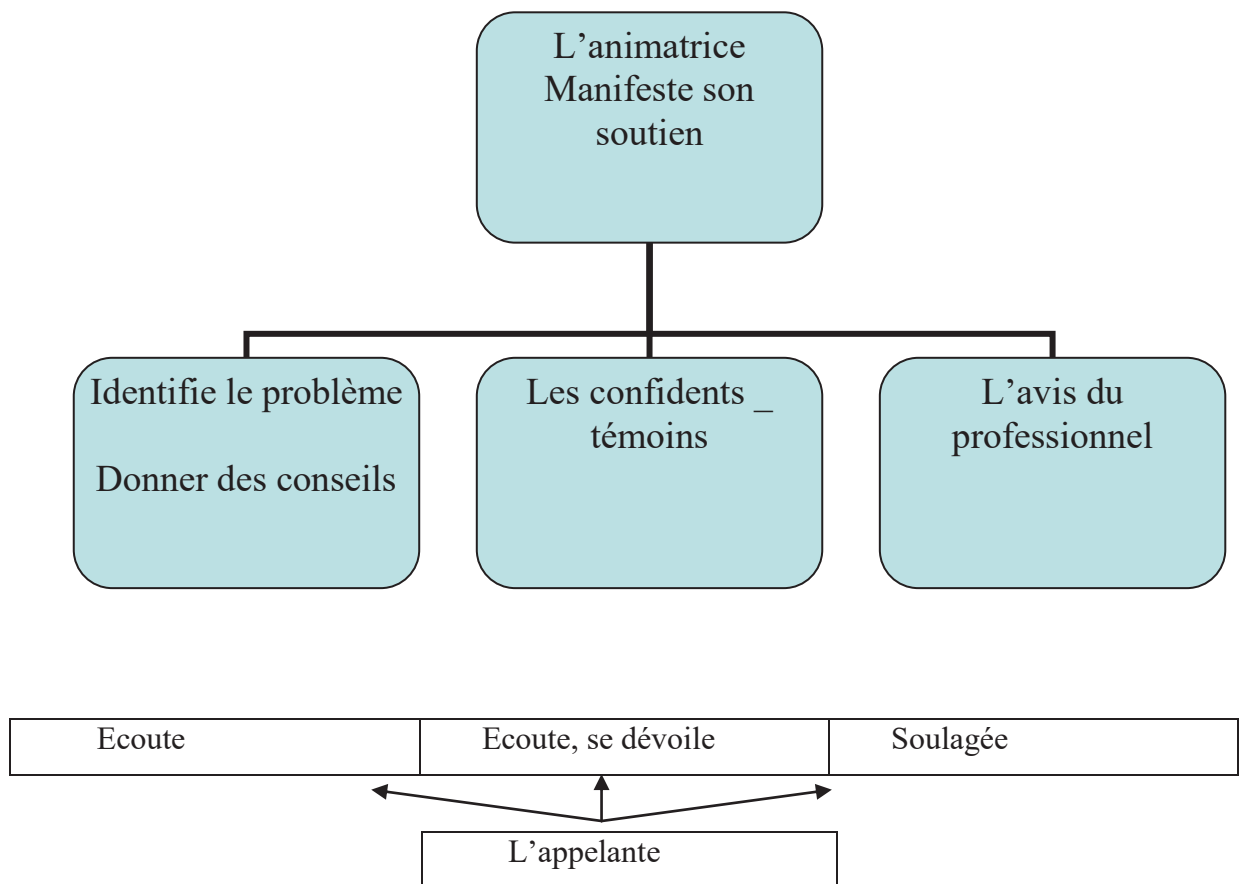 L’animatrice
Manifeste son
soutien
Identifie le problème
Donner des conseils
Les confidents _
témoins
L’avis du
professionnel
Ecoute
Ecoute, se dévoile
Soulagée
L’appelante